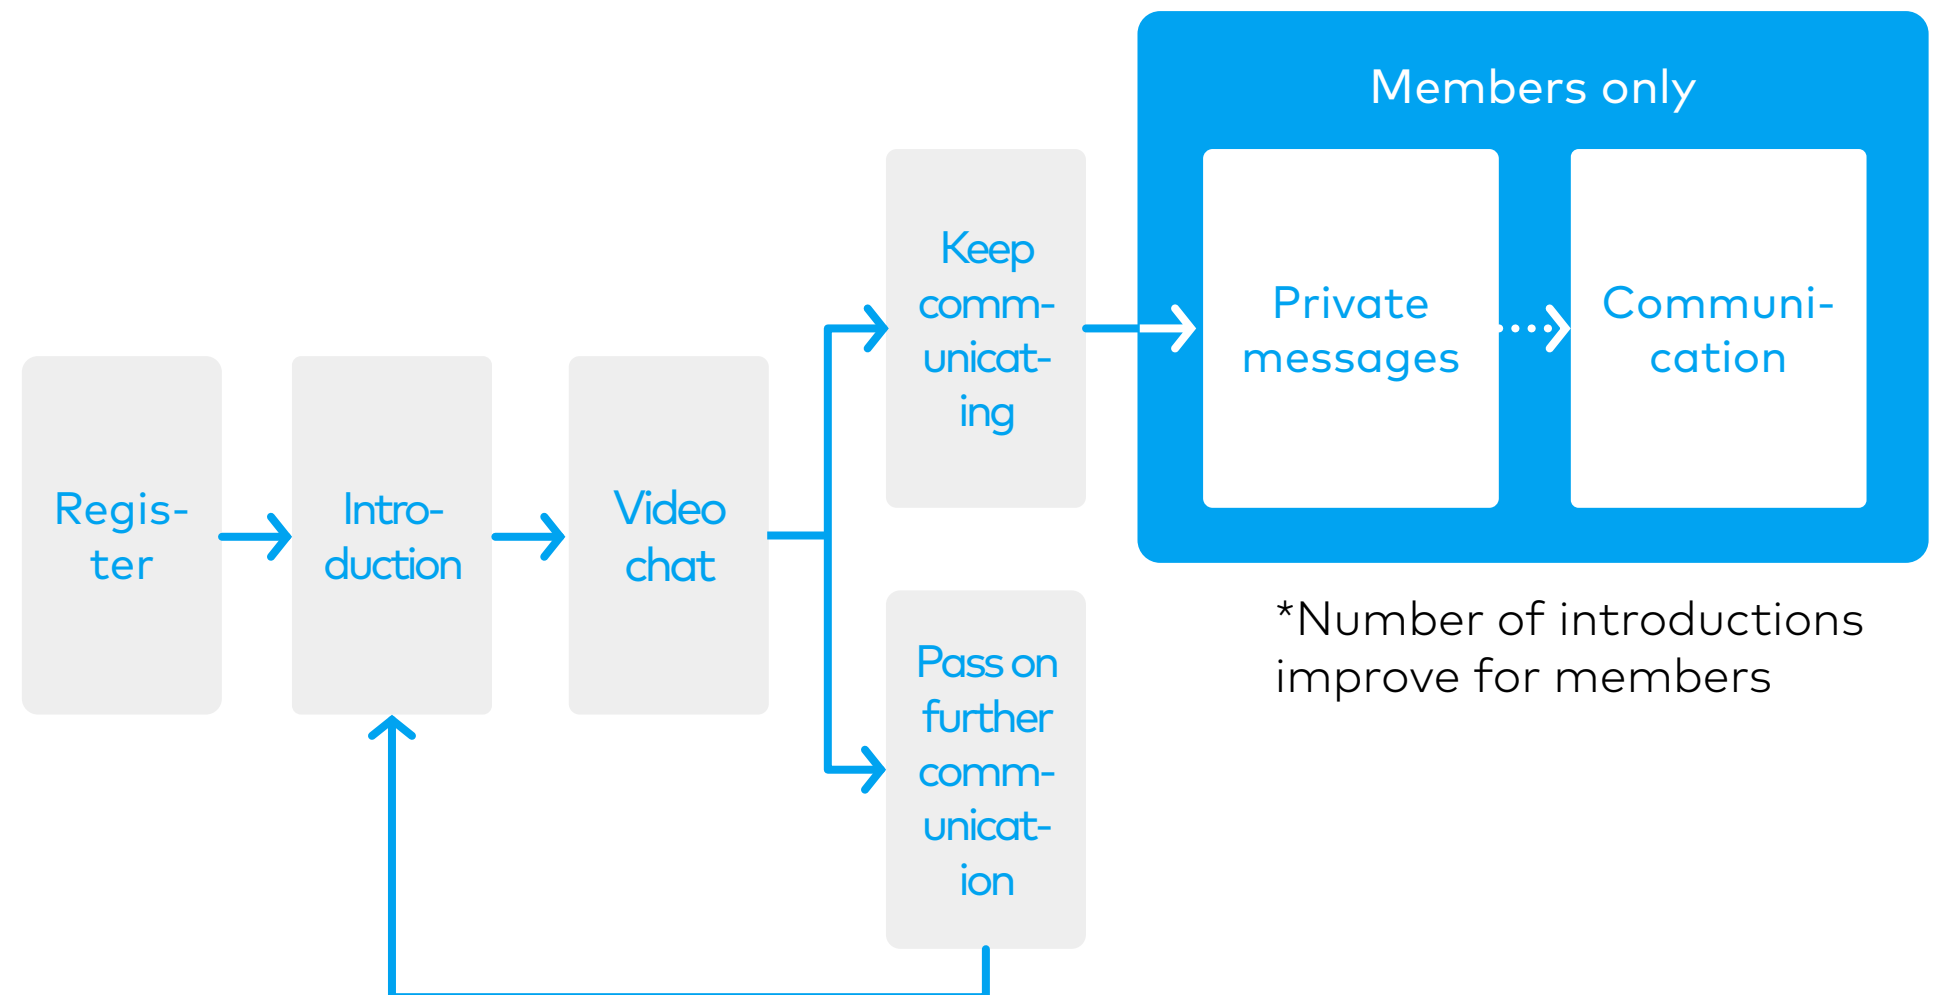 Members only
Regis-
ter
Intro-
duction
Video
chat
Keep
comm-
unicat-
ing
Private
messages
Communi-
cation
Pass on
further
comm-
unicat-
ion
*Number of introductions
improve for members